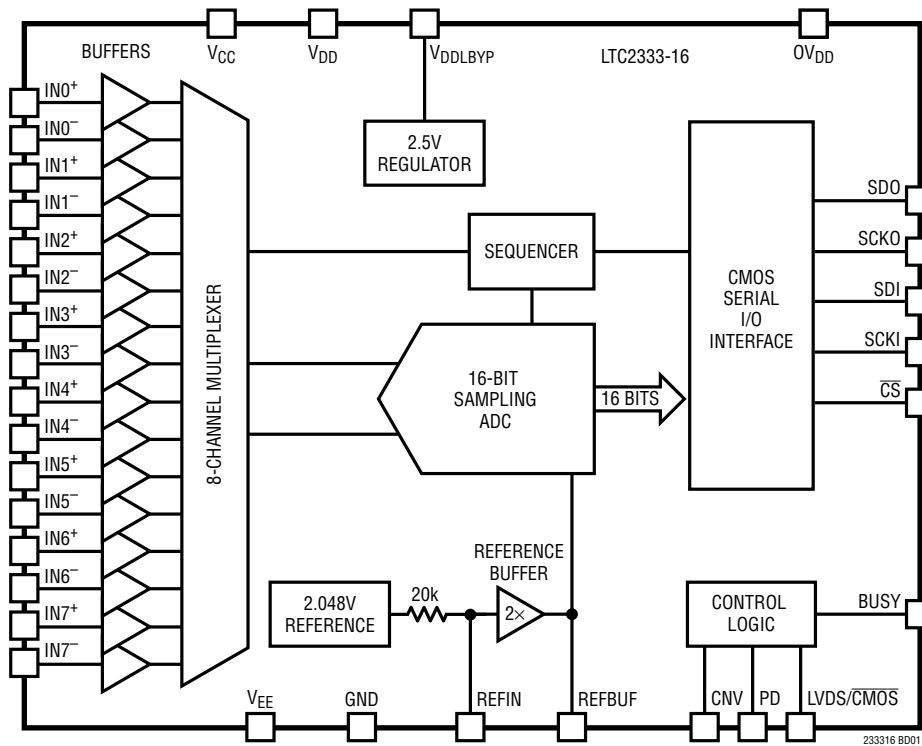 BUFFERS
VCC
VDD
VDDLBYP
LTC2333-16
OVDD
IN0+
IN0–
IN1+
IN1–
IN2+
IN2–
IN3+
IN3–
IN4+
IN4–
IN5+
IN5–
IN6+
IN6–
IN7+
IN7–
8-CHANNEL MULTIPLEXER
2.5V
REGULATOR
SEQUENCER
16-BIT
SAMPLING
ADC
16 BITS
CMOS
SERIAL
I/O
INTERFACE
SDO
SCKO
SDI
SCKI
CS
2.048V
REFERENCE
20k
REFERENCE
BUFFER
2×
CONTROL
LOGIC
BUSY
VEE
GND
REFIN
REFBUF
CNV
PD
LVDS/CMOS
233316 BD01